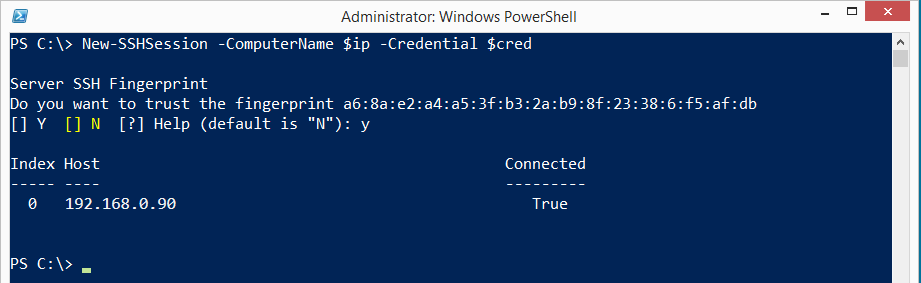 Administrator: Windows PowerShell
PS C:\> New-SSHSession -ComputerName $ip -Credential $cred
Server SSH Fingerprint
Do you want to trust the fingerprint a6:8a:e2:a4:a5:3f:b3:2a:b9:8f:23:38:6:f5:af:db
[] Y  [] N  [?] Help (default is "N"): y
Index Host                                             Connected
----- ----                                             ---------
  0   192.168.0.90                                        True
PS C:\>